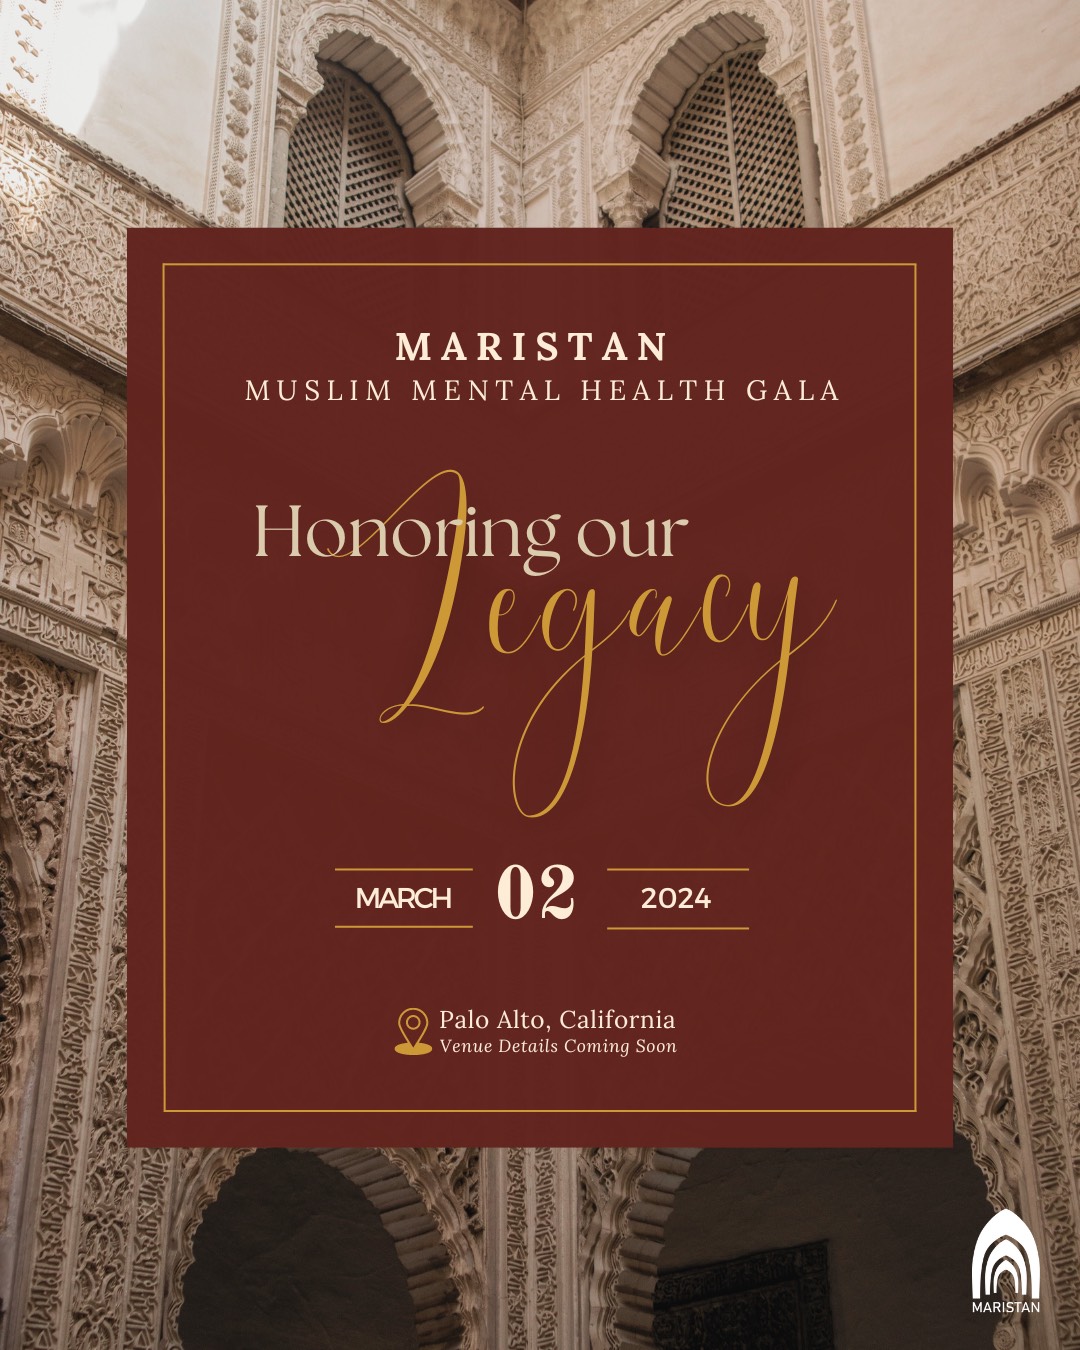 MARISTAN
MUSLIM MENTAL HEALTH GALA
Honoring our
Legacy
MARCH 02 2024
Palo Alto, California
Venue Details Coming Soon
MARISTAN